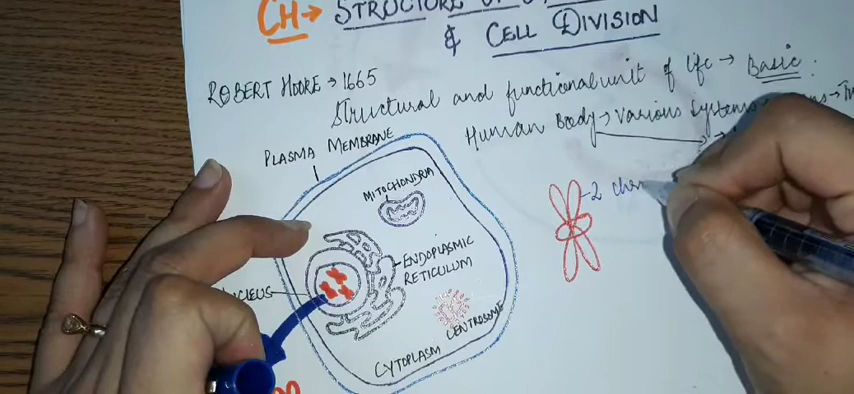 CH→ STRUCTURE OF
& CELL DIVISION
ROBERT HOOKE → 1665
Structural and functional unit of life → Basic.
Human Body → Various Systems
PLASMA MEMBRANE
MITOCHONDRIA
2
ENDOPLASMIC
RETICULUM
NUCLEUS
CENTROSOME
CYTOPLASM